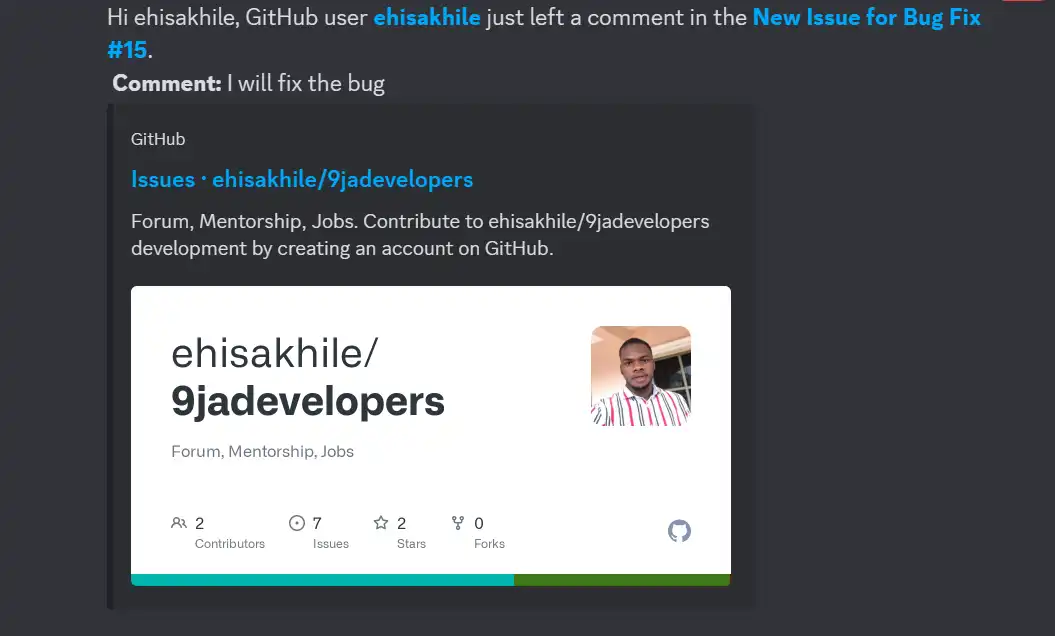 Hi ehisakhile, GitHub user ehisakhile just left a comment in the New Issue for Bug Fix
#15.
Comment: I will fix the bug
GitHub
Issues · ehisakhile/9jadevelopers
Forum, Mentorship, Jobs. Contribute to ehisakhile/9jadevelopers
development by creating an account on GitHub.
ehisakhile/
9jadevelopers
Forum, Mentorship, Jobs
2 7 2 0
Contributors Issues Stars Forks